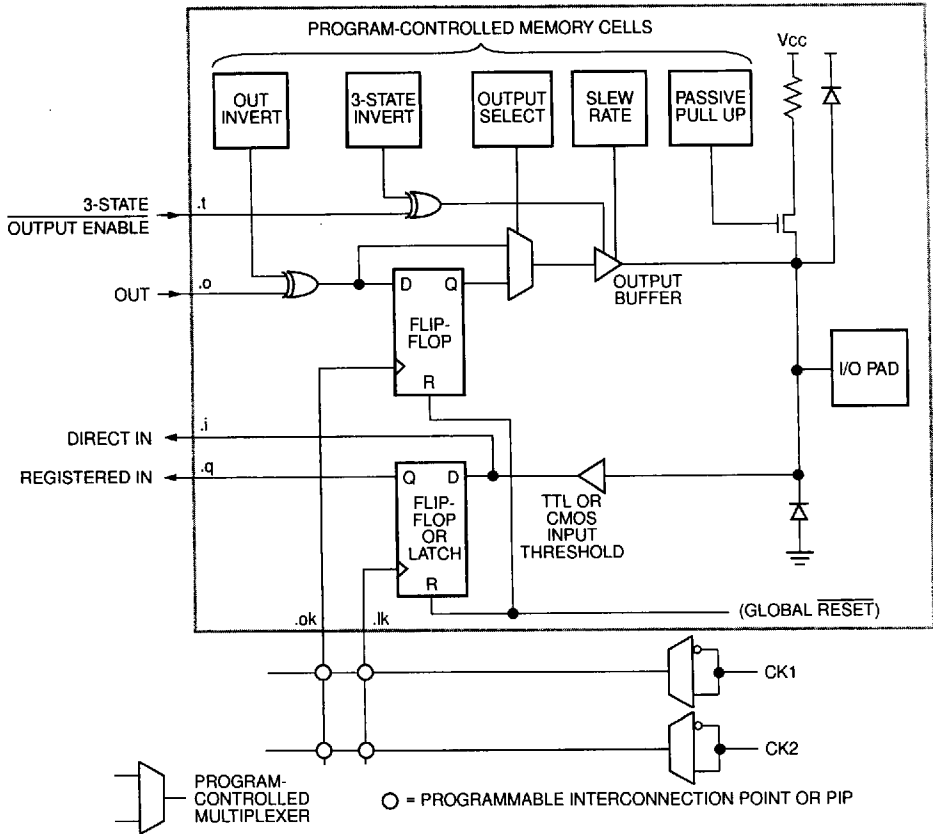 PROGRAM-CONTROLLED MEMORY CELLS
VCC
OUT
INVERT
3-STATE
INVERT
OUTPUT
SELECT
SLEW
RATE
PASSIVE
PULL UP
3-STATE
OUTPUT ENABLE
.t
OUT
.o
D Q
FLIP-
FLOP
R
OUTPUT
BUFFER
I/O PAD
DIRECT IN
.i
REGISTERED IN
.q
Q D
FLIP-
FLOP
OR
LATCH
R
TTL OR
CMOS
INPUT
THRESHOLD
.ok
.lk
(GLOBAL RESET)
CK1
CK2
PROGRAM-
CONTROLLED
MULTIPLEXER
= PROGRAMMABLE INTERCONNECTION POINT OR PIP